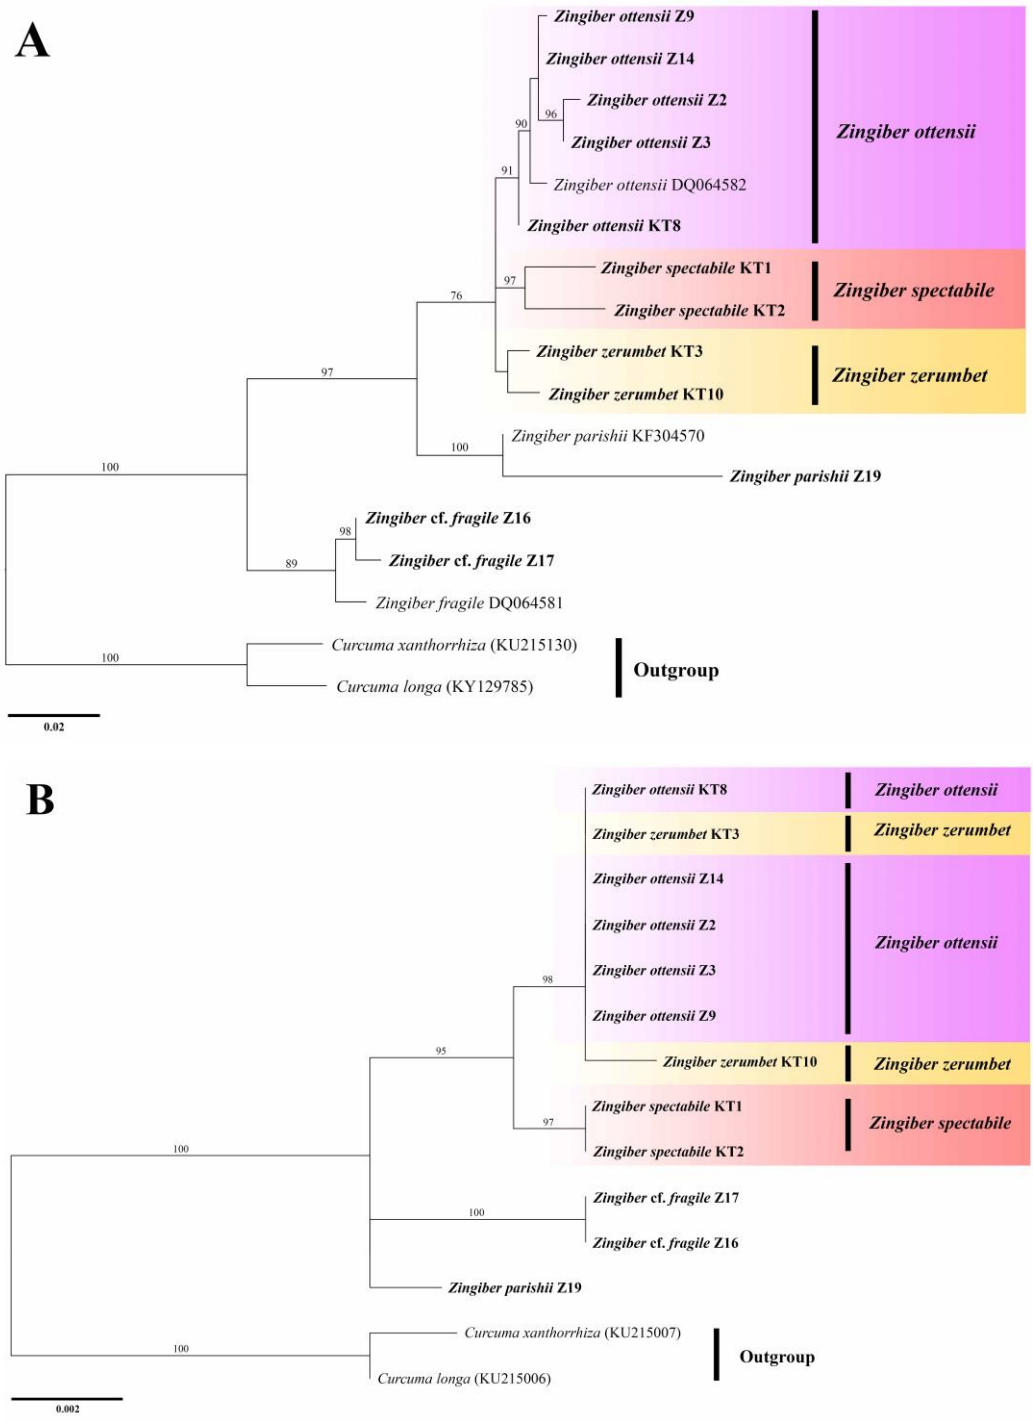 A
Zingiber ottensii Z9
Zingiber ottensii Z14
96
Zingiber ottensii Z2
90
Zingiber ottensii
Zingiber ottensii Z3
91
Zingiber ottensii DQ064582
Zingiber ottensii KT8
Zingiber spectabile KT1
97
Zingiber spectabile
76
Zingiber spectabile KT2
Zingiber zerumbet KT3
97
Zingiber zerumbet
Zingiber zerumbet KT10
Zingiber parishii KF304570
100
100
Zingiber parishii Z19
Zingiber cf. fragile Z16
98
Zingiber cf. fragile Z17
89
Zingiber fragile DQ064581
Curcuma xanthorrhiza (KU215130)
100
Outgroup
Curcuma longa (KY129785)
0.02
B
Zingiber ottensii KT8
Zingiber ottensii
Zingiber zerumbet KT3
Zingiber zerumbet
Zingiber ottensii Z14
Zingiber ottensii Z2
Zingiber ottensii
Zingiber ottensii Z3
98
Zingiber ottensii Z9
95
Zingiber zerumbet KT10
Zingiber zerumbet
Zingiber spectabile KT1
97
Zingiber spectabile
Zingiber spectabile KT2
100
Zingiber cf. fragile Z17
100
Zingiber cf. fragile Z16
Zingiber parishii Z19
Curcuma xanthorrhiza (KU215007)
100
Outgroup
Curcuma longa (KU215006)
0.002